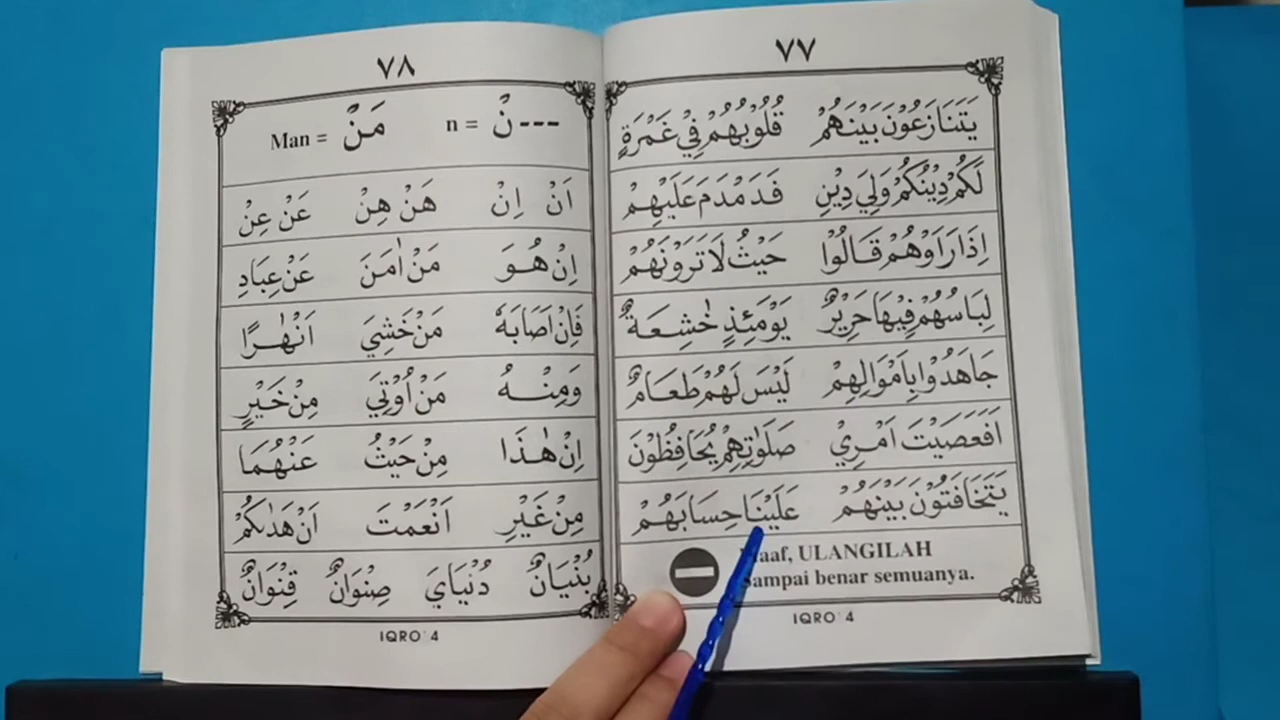 ٧٧
يَتَنَازَعُوْنَ بَيْنَهُمْ قُلُوْبُهُمْ فِيْ غَمْرَةٍ
لَكُمْ دِيْنُكُمْ وَلِيَ دِيْنِ فَدَمْدَمَ عَلَيْهِمْ
اِذَا رَاَوْهُمْ قَالُوْا حَيْثُ لَا تَرَوْنَهُمْ
لِبَاسُهُمْ فِيْهَا حَرِيْرٌ يَوْمَئِذٍ خٰشِعَةٌ
جَاهَدُوْا بِاَمْوَالِهِمْ لَيْسَ لَهُمْ طَعَامٌ
اَفَعَصَيْتَ اَمْرِيْ صَلَوٰتِهِمْ يُحَافِظُوْنَ
يَتَخَافَتُوْنَ بَيْنَهُمْ عَلَيْنَا حِسَابَهُمْ
ULANGILAH
sampai benar semuanya.
IQRO' 4
٧٨
---نْ = n مَنْ = Man
اَنْ اِنْ هَنْ هِنْ عَنْ عِنْ
اِنْ هُوَ مَنْ اٰمَنَ عَنْ عِبَادِ
فَاِنْ اَصَابَهٗ مَنْ خَشِيَ اَنْهٰرًا
وَمِنْهُ مَنْ اُوْتِيَ مِنْ خَيْرٍ
اِنْ هٰذَا مِنْ حَيْثُ عَنْهُمَا
مِنْ غَيْرِ اَنْعَمْتَ اَنْ هَدٰىكُمْ
بُنْيَانٌ دُنْيَايَ صِنْوَانٌ قِنْوَانٌ
IQRO' 4